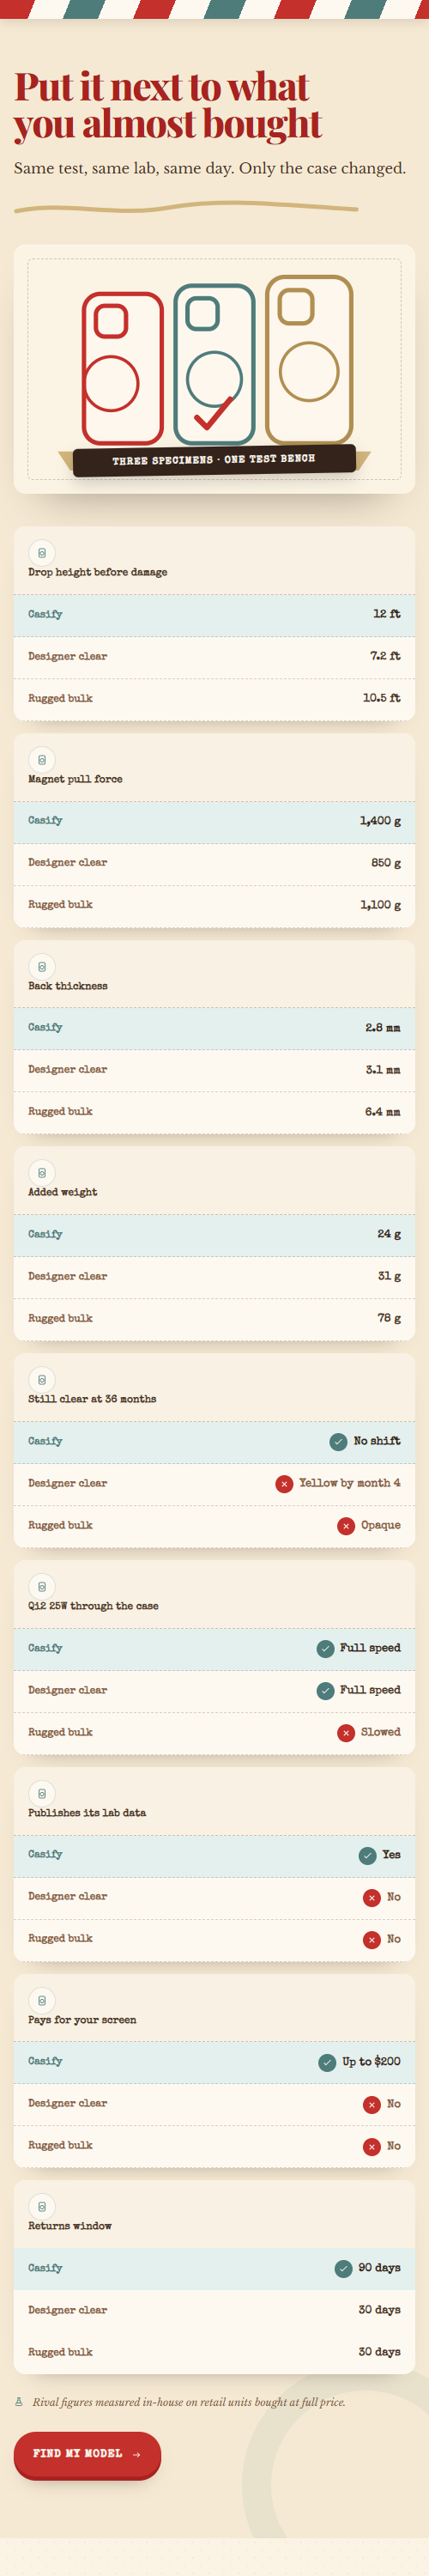 Put it next to what
you almost bought
Same test, same lab, same day. Only the case changed.
THREE SPECIMENS · ONE TEST BENCH
Drop height before damage
Casify 12 ft
Designer clear 7.2 ft
Rugged bulk 10.5 ft
Magnet pull force
Casify 1,400 g
Designer clear 850 g
Rugged bulk 1,100 g
Back thickness
Casify 2.8 mm
Designer clear 3.1 mm
Rugged bulk 6.4 mm
Added weight
Casify 24 g
Designer clear 31 g
Rugged bulk 78 g
Still clear at 36 months
Casify No shift
Designer clear Yellow by month 4
Rugged bulk Opaque
Qi2 25W through the case
Casify Full speed
Designer clear Full speed
Rugged bulk Slowed
Publishes its lab data
Casify Yes
Designer clear No
Rugged bulk No
Pays for your screen
Casify Up to $200
Designer clear No
Rugged bulk No
Returns window
Casify 90 days
Designer clear 30 days
Rugged bulk 30 days
Rival figures measured in-house on retail units bought at full price.
FIND MY MODEL →